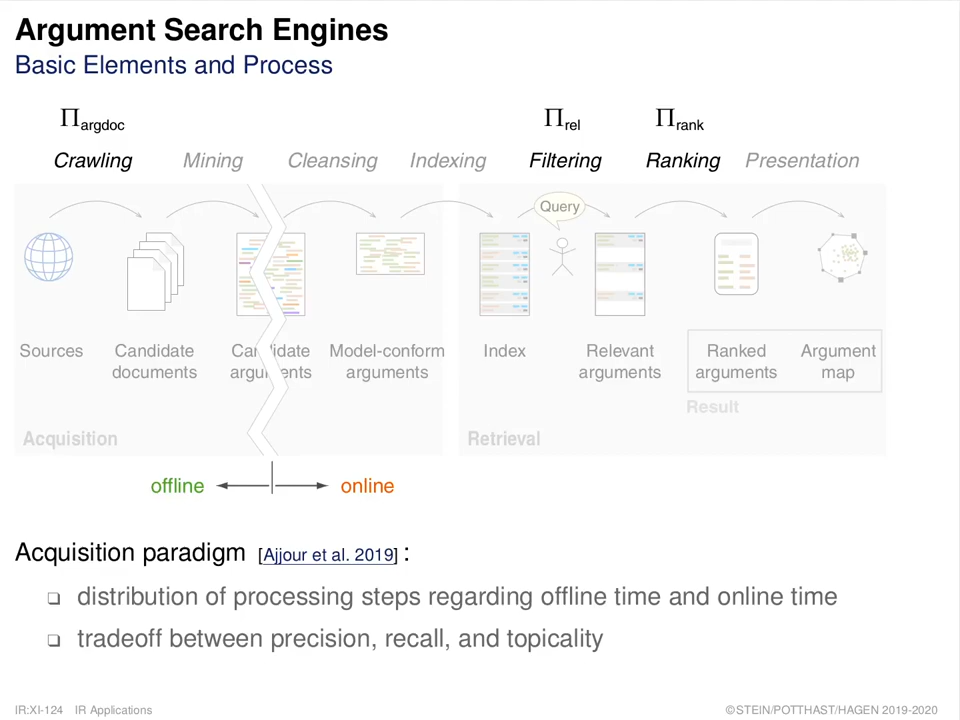 Argument Search Engines
Basic Elements and Process
Πargdoc Πrel Πrank
Crawling Mining Cleansing Indexing Filtering Ranking Presentation
Query
Sources Candidate documents Candidate arguments Model-conform arguments Index Relevant arguments Ranked arguments Argument map
Result
Acquisition Retrieval
offline online
Acquisition paradigm [Ajjour et al. 2019] :
❑ distribution of processing steps regarding offline time and online time
❑ tradeoff between precision, recall, and topicality
IR:XI-124 IR Applications ©STEIN/POTTHAST/HAGEN 2019-2020